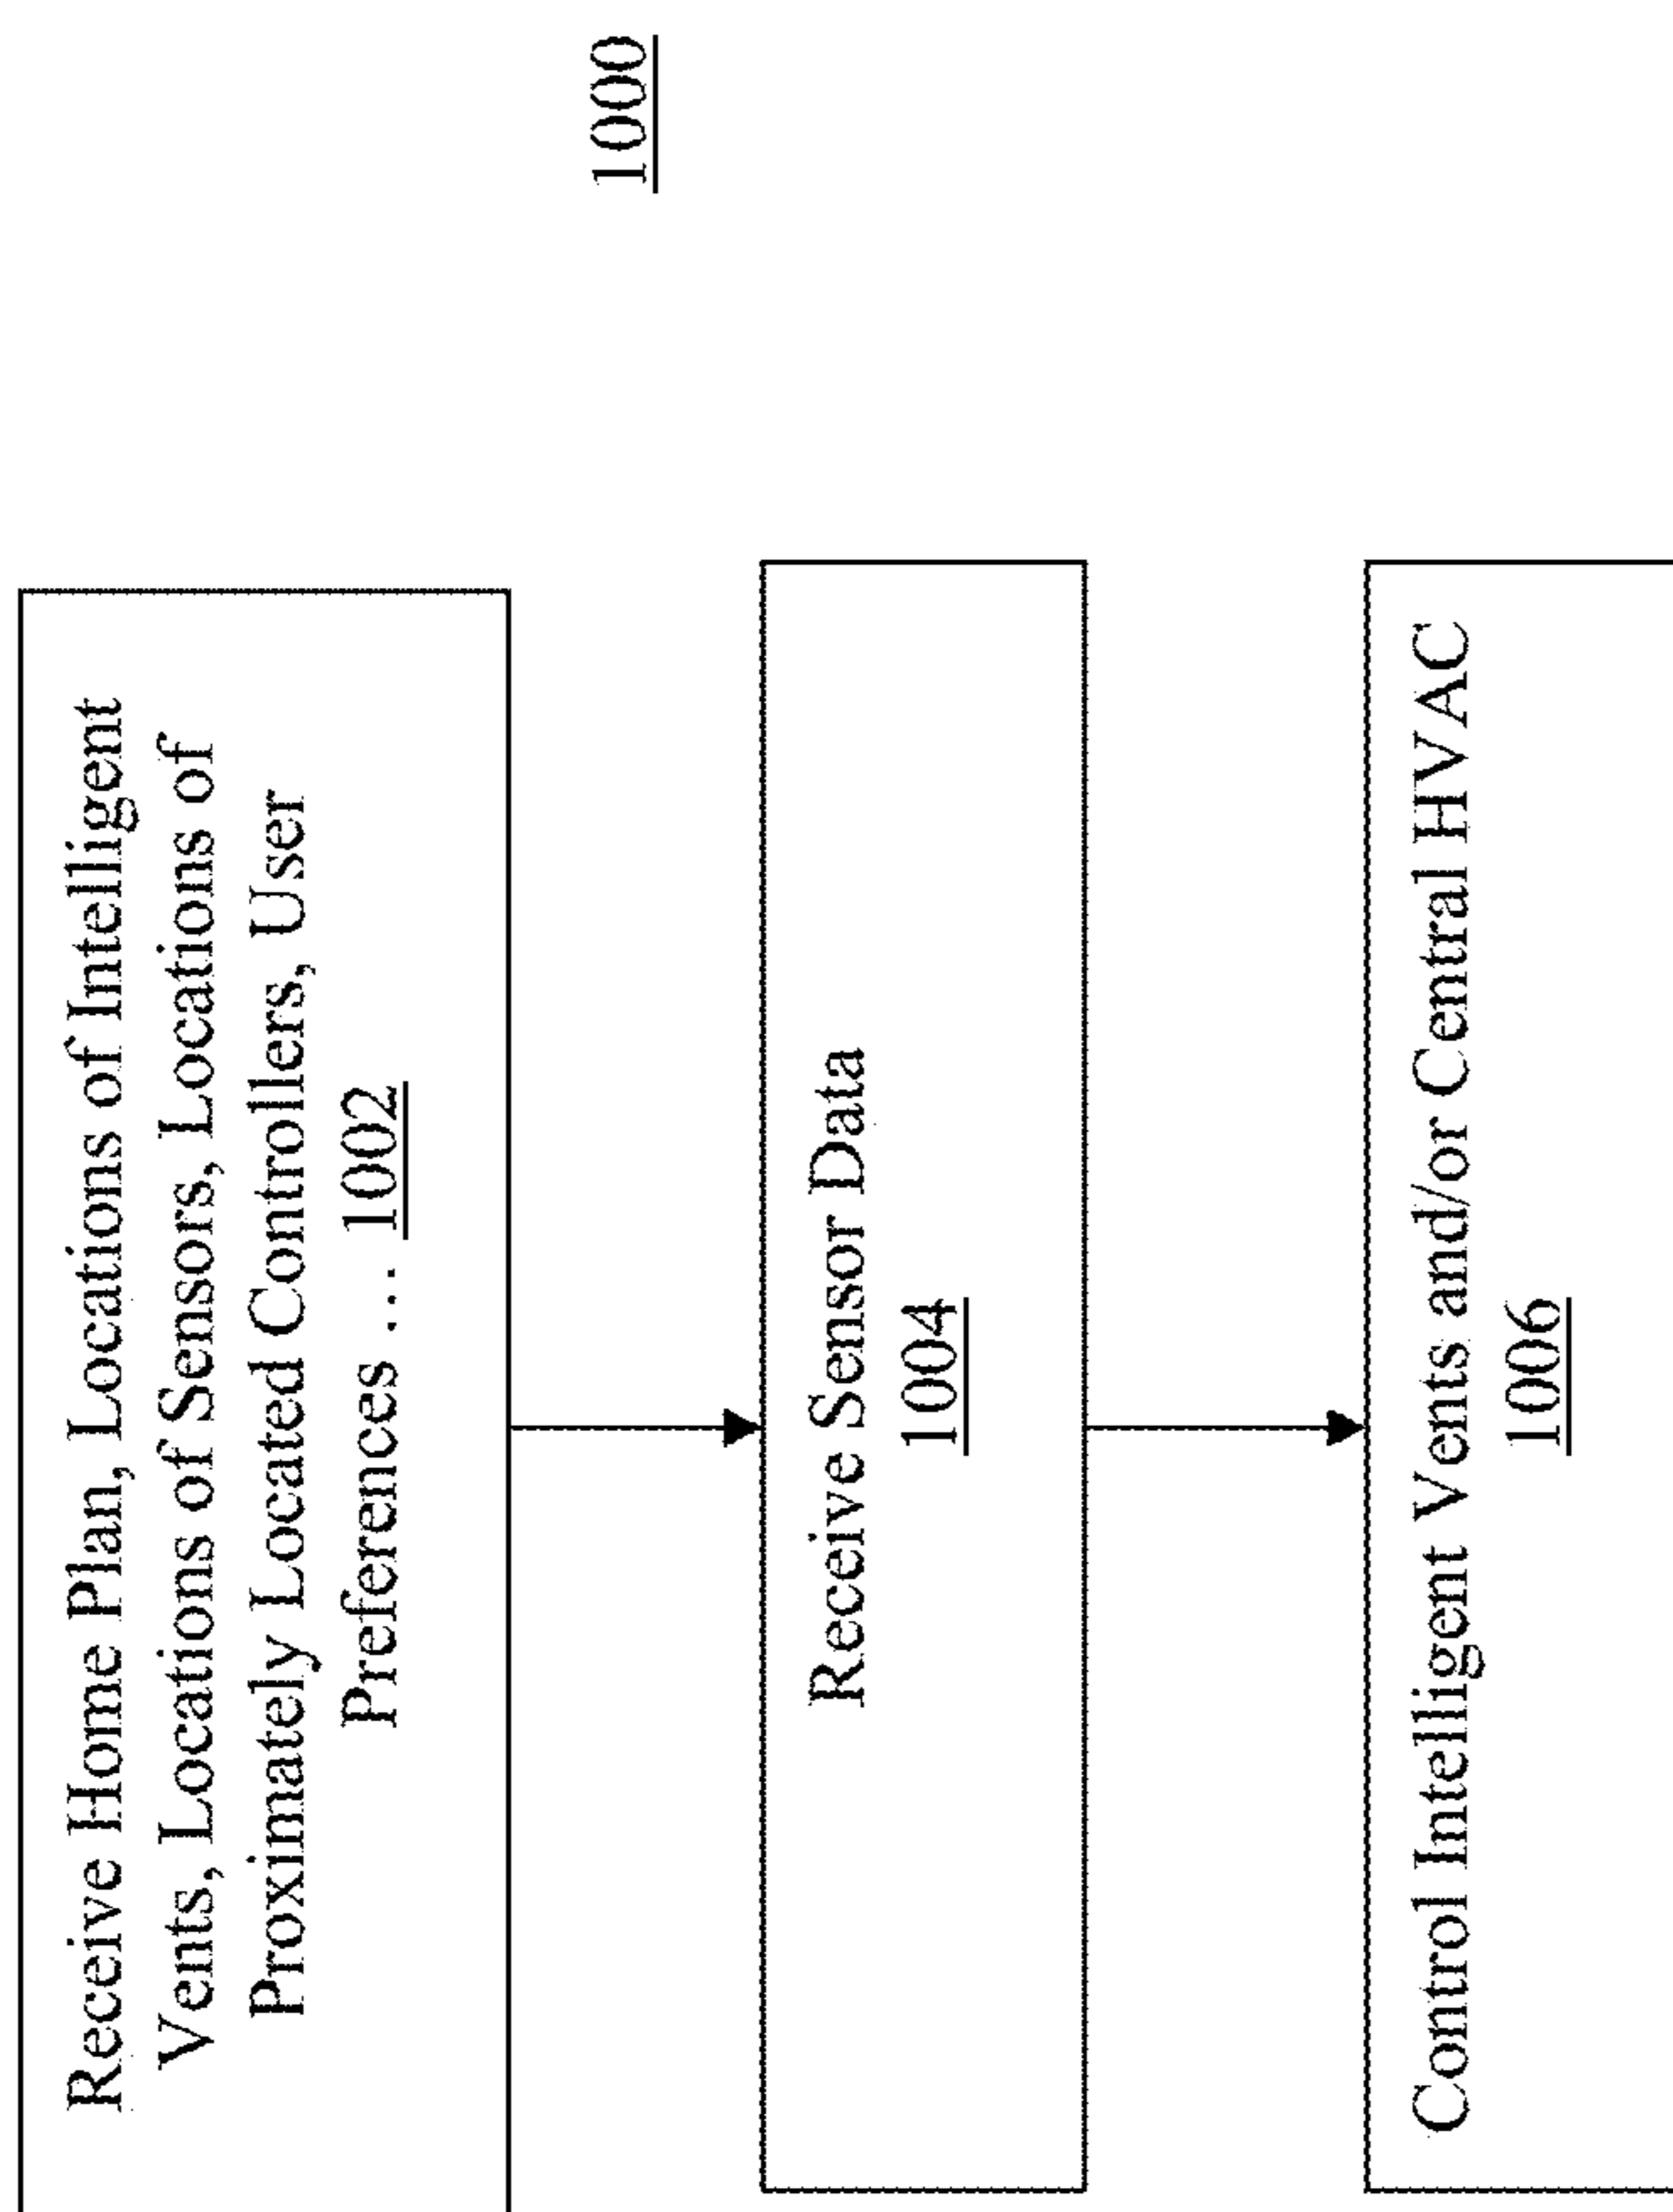 1000
Receive Home Plan, Locations of Intelligent
Vents, Locations of Sensors, Locations of
Proximately Located Controllers, User
Preferences … 1002
Receive Sensor Data
1004
Control Intelligent Vents and/or Central HVAC
1006